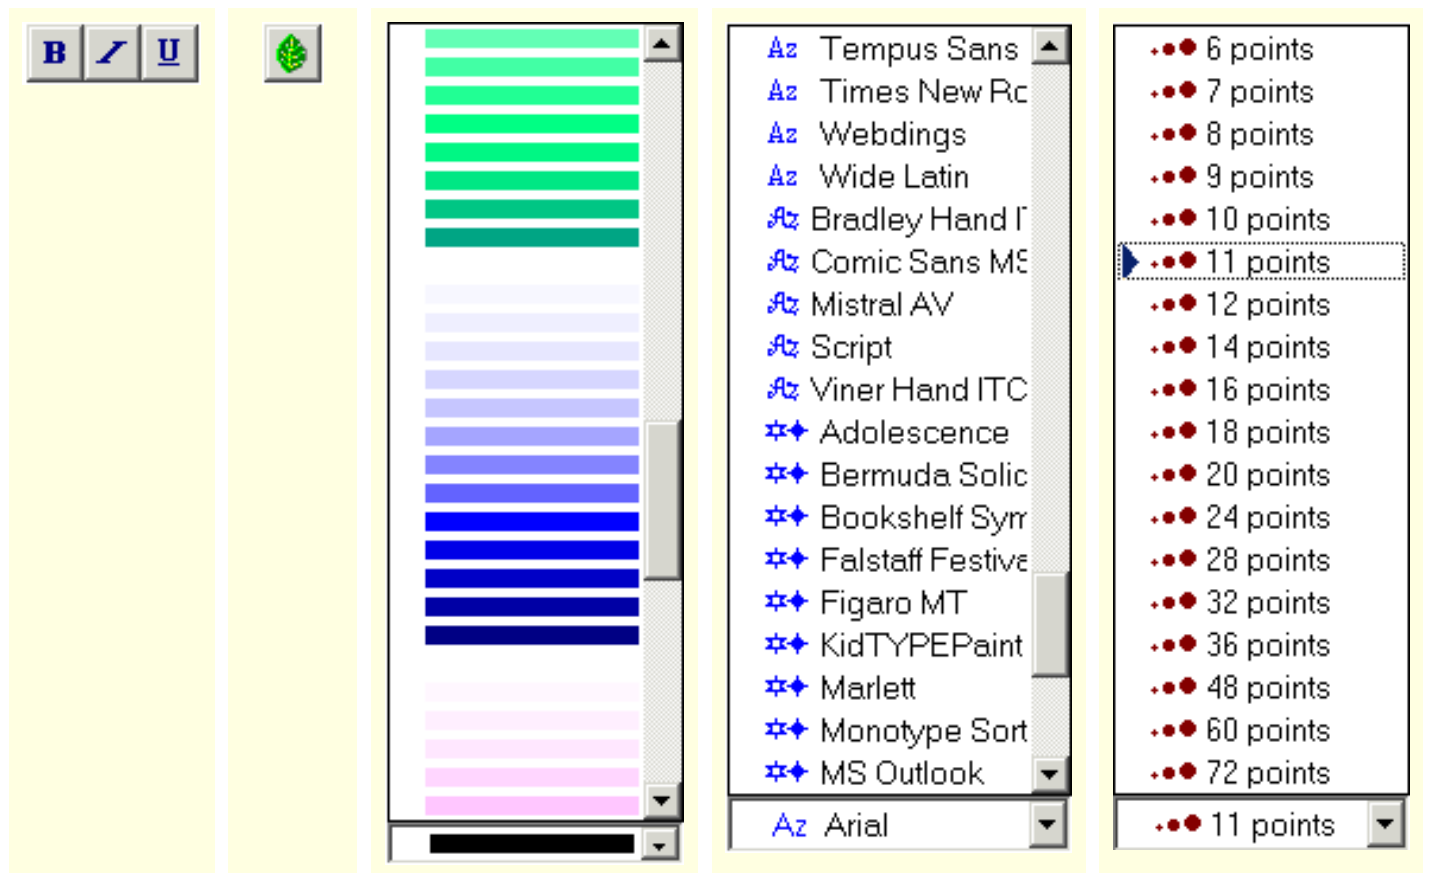 B I U
Az Tempus Sans
Az Times New Ro
Az Webdings
Az Wide Latin
Az Bradley Hand I
Az Comic Sans MS
Az Mistral AV
Az Script
Az Viner Hand ITC
Adolescence
Bermuda Solid
Bookshelf Sym
Falstaff Festiva
Figaro MT
KidTYPEPaint
Marlett
Monotype Sort
MS Outlook
Az Arial
6 points
7 points
8 points
9 points
10 points
11 points
12 points
14 points
16 points
18 points
20 points
24 points
28 points
32 points
36 points
48 points
60 points
72 points
11 points